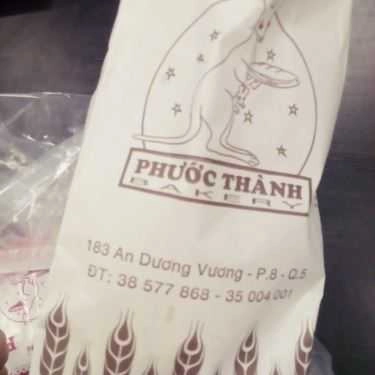 PHƯỚC THÀNH
BAKERY
183 An Dương Vương - P.8 - Q.5
ĐT: 38 577 868 - 35 004 001